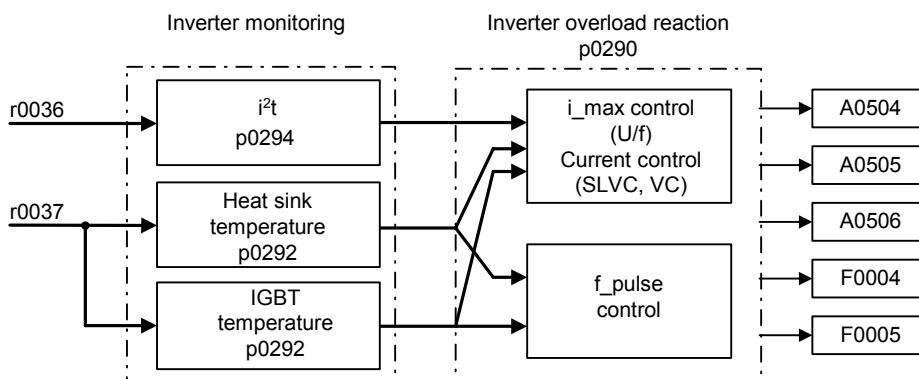 Inverter monitoring
Inverter overload reaction
p0290
r0036
i²t
p0294
r0037
Heat sink
temperature
p0292
IGBT
temperature
p0292
i_max control
(U/f)
Current control
(SLVC, VC)
f_pulse
control
A0504
A0505
A0506
F0004
F0005